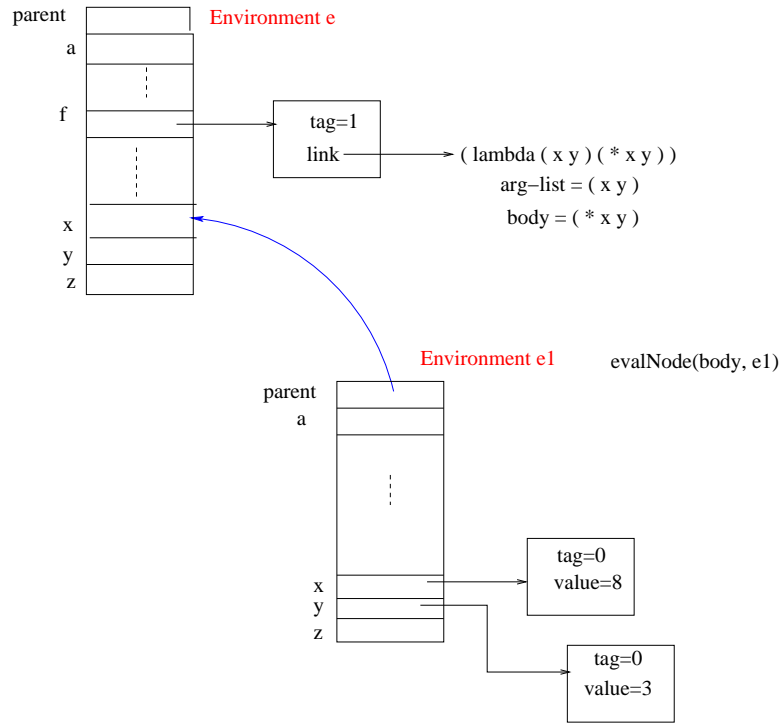 parent
Environment e
a
f
tag=1
link
( lambda ( x y ) ( * x y ) )
arg−list = ( x y )
body = ( * x y )
x
y
z
Environment e1
evalNode(body, e1)
parent
a
x
y
z
tag=0
value=8
tag=0
value=3